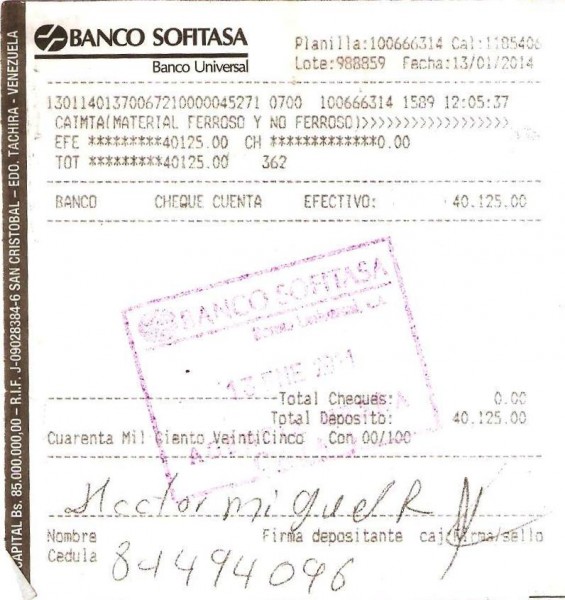 BANCO SOFITASA
Banco Universal
Planilla:100666314 Cal:1185406
Lote:988859 Fecha:13/01/2014
13011401370067210000045271 0700 100666314 1589 12:05:37
CAIMTA(MATERIAL FERROSO Y NO FERROSO)>>>>>>>>>>>>>>>>>>
EFE *********40125.00 CH **************0.00
TOT *********40125.00 362
BANCO CHEQUE CUENTA EFECTIVO: 40.125.00
BANCO SOFITASA
Banco Universal, C.A.
13 ENE 2014
Total Cheques: 0.00
Total Deposito: 40.125.00
Cuarenta Mil Ciento VeintiCinco Con 00/100
Hector miguel R
Nombre Firma depositante caj/Firma/sello
Cedula 84494096
CAPITAL Bs. 85.000.000,00 – R.I.F. J-09028384-6 SAN CRISTOBAL – EDO. TACHIRA - VENEZUELA